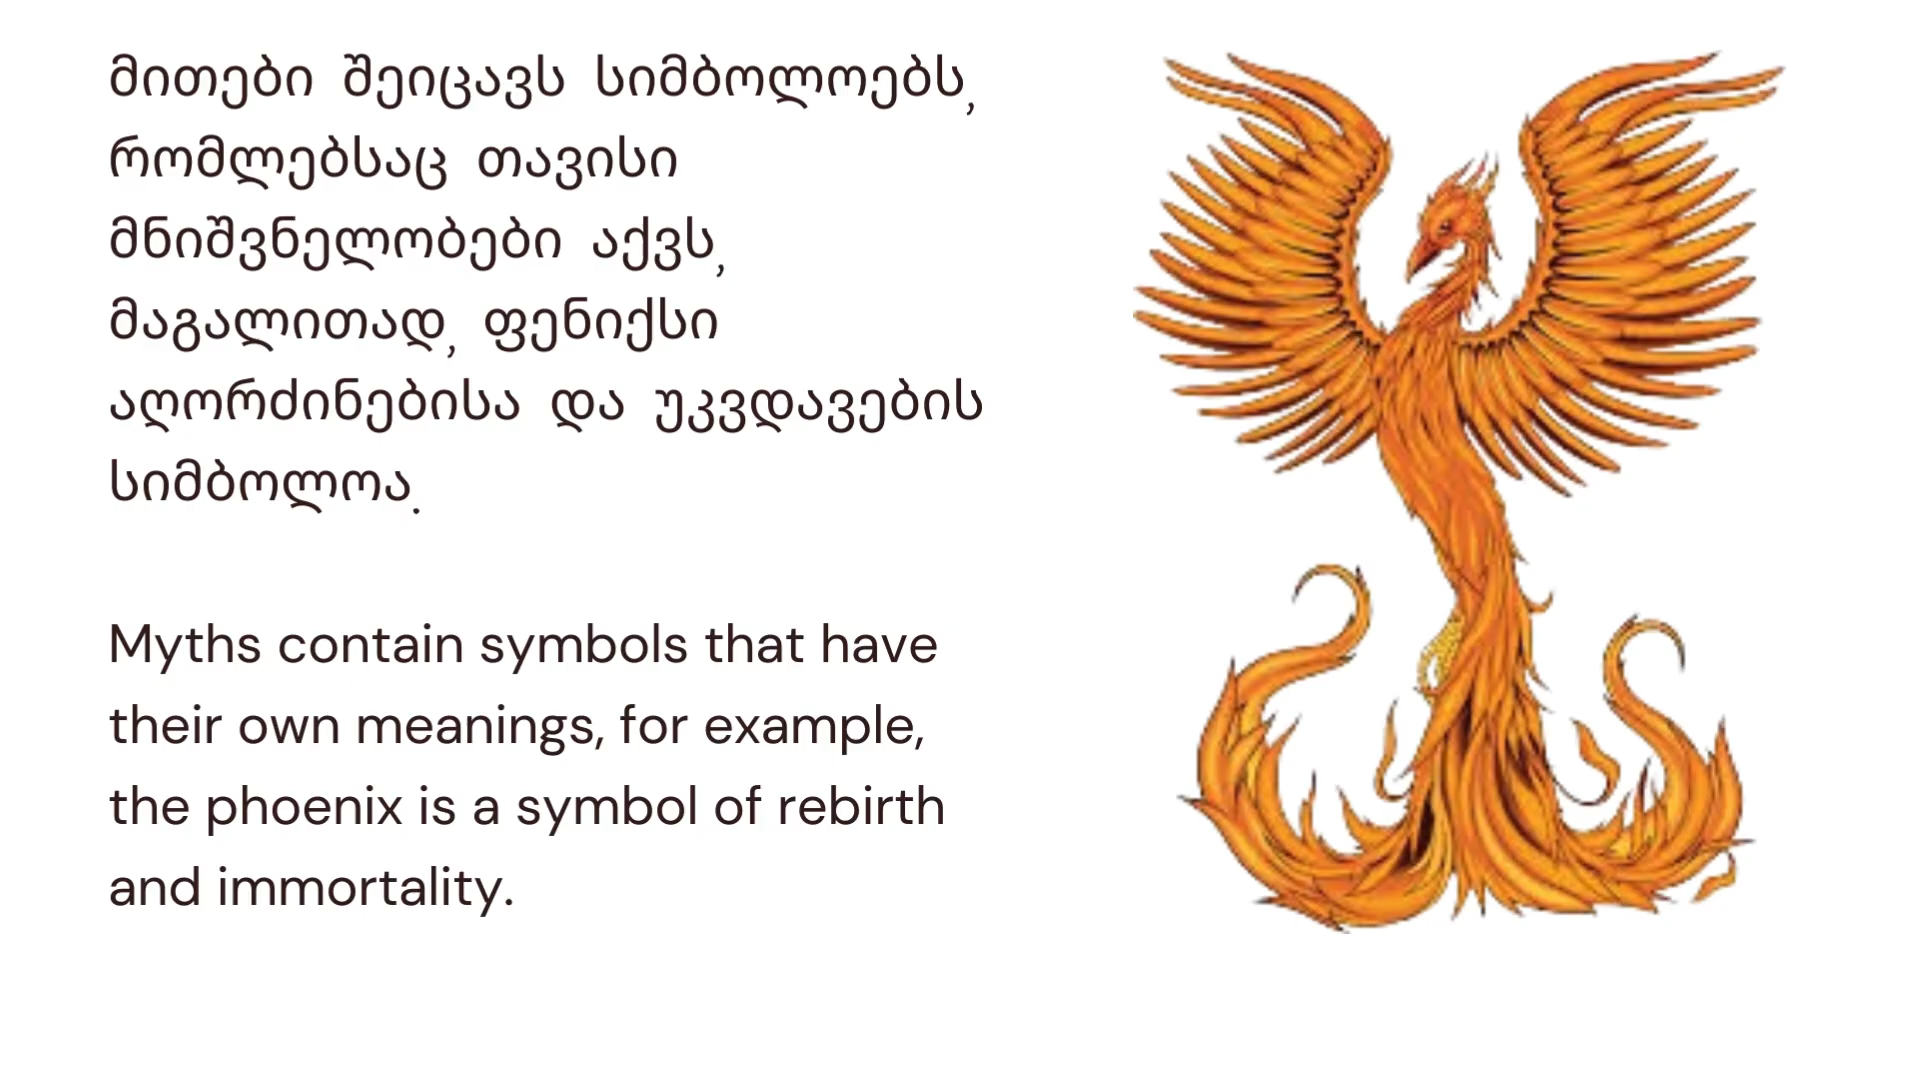 მითები შეიცავს სიმბოლოებს,
რომლებსაც თავისი
მნიშვნელობები აქვს,
მაგალითად, ფენიქსი
აღორძინებისა და უკვდავების
სიმბოლოა.
Myths contain symbols that have
their own meanings, for example,
the phoenix is a symbol of rebirth
and immortality.